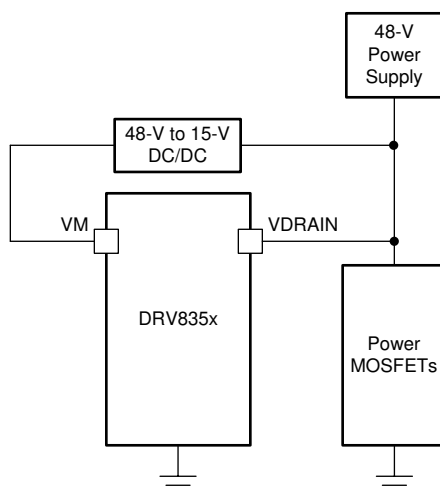 48-V
Power
Supply
48-V to 15-V
DC/DC
VM
VDRAIN
DRV835x
Power
MOSFETs